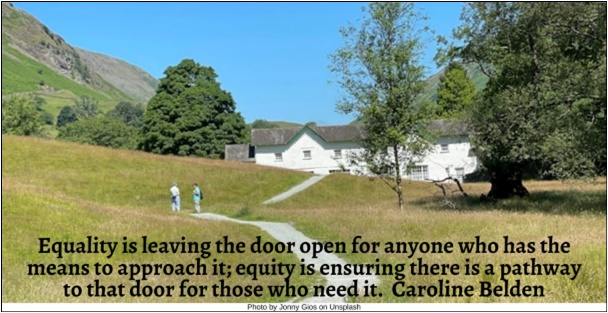 Equality is leaving the door open for anyone who has the
means to approach it; equity is ensuring there is a pathway
to that door for those who need it.  Caroline Belden
Photo by Jonny Gios on Unsplash